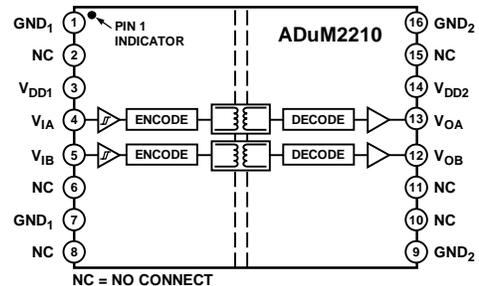 GND1 1 PIN 1 INDICATOR ADuM2210 16 GND2
NC 2 15 NC
VDD1 3 14 VDD2
VIA 4 ENCODE DECODE 13 VOA
VIB 5 ENCODE DECODE 12 VOB
NC 6 11 NC
GND1 7 10 NC
NC 8 9 GND2
NC = NO CONNECT